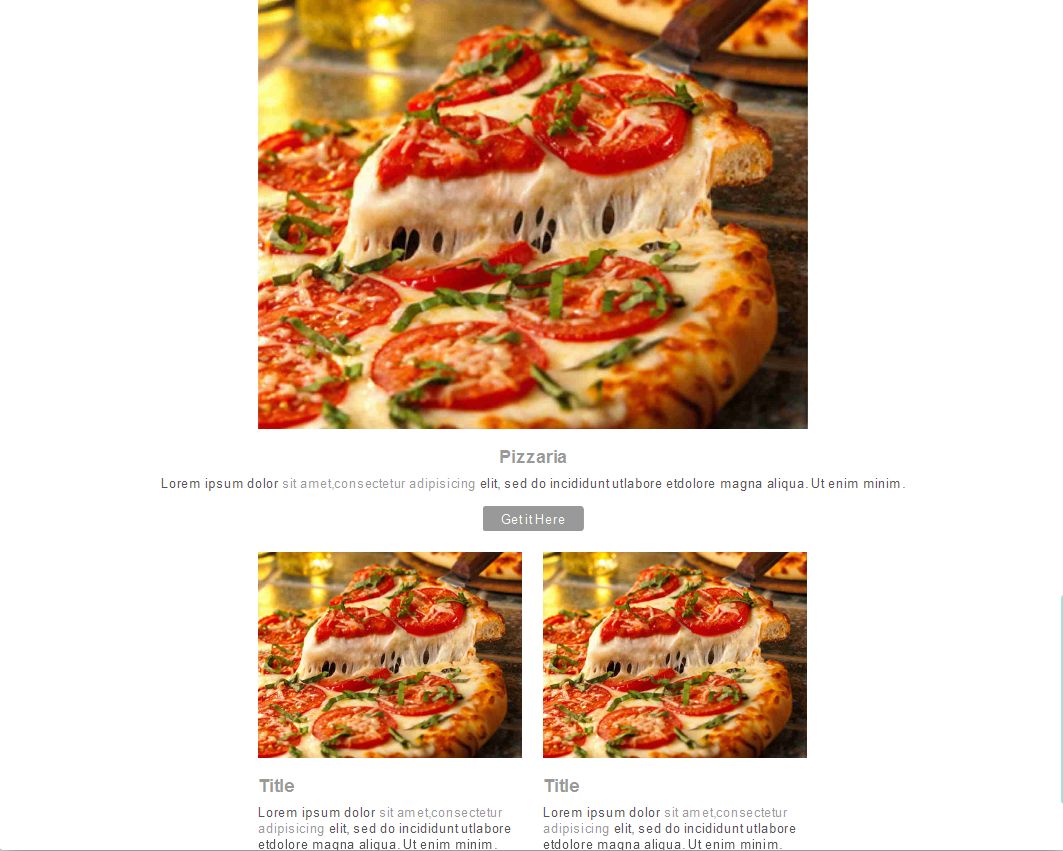 Pizzaria
Lorem ipsum dolor sit amet,consectetur adipisicing elit, sed do incididunt utlabore etdolore magna aliqua. Ut enim minim.
Get it Here
Title
Lorem ipsum dolor sit amet,consectetur
adipisicing elit, sed do incididunt utlabore
etdolore magna aliqua. Ut enim minim.
Title
Lorem ipsum dolor sit amet,consectetur
adipisicing elit, sed do incididunt utlabore
etdolore magna aliqua. Ut enim minim.